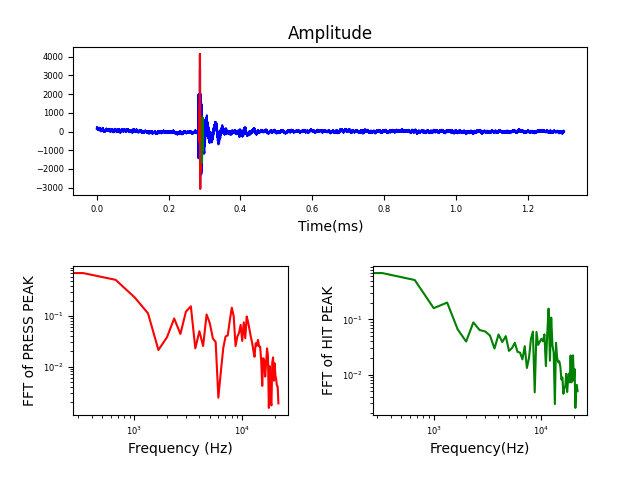 Amplitude
4000
3000
2000
1000
0
−1000
−2000
−3000
0.0 0.2 0.4 0.6 0.8 1.0 1.2
Time(ms)
FFT of PRESS PEAK
10⁻¹
10⁻²
10³ 10⁴
Frequency (Hz)
FFT of HIT PEAK
10⁻¹
10⁻²
10³ 10⁴
Frequency(Hz)